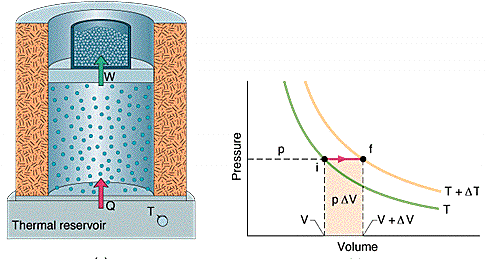 W
Q
T
Thermal reservoir
Pressure
p
i
f
T + ΔT
T
p ΔV
V
V + ΔV
Volume